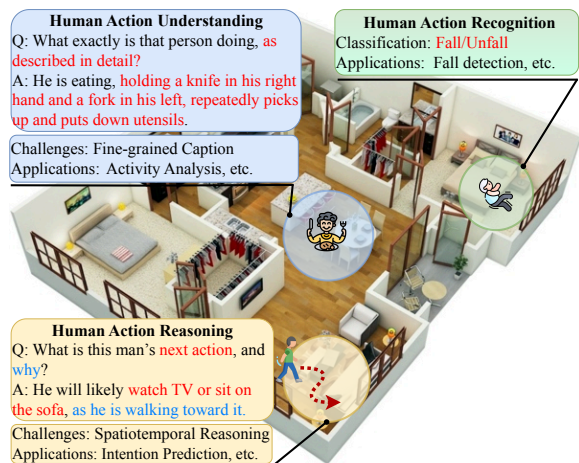 Human Action Understanding
Q: What exactly is that person doing, as
described in detail?
A: He is eating, holding a knife in his right
hand and a fork in his left, repeatedly picks
up and puts down utensils.
Challenges: Fine-grained Caption
Applications: Activity Analysis, etc.
Human Action Recognition
Classification: Fall/Unfall
Applications: Fall detection, etc.
Human Action Reasoning
Q: What is this man's next action, and
why?
A: He will likely watch TV or sit on
the sofa, as he is walking toward it.
Challenges: Spatiotemporal Reasoning
Applications: Intention Prediction, etc.